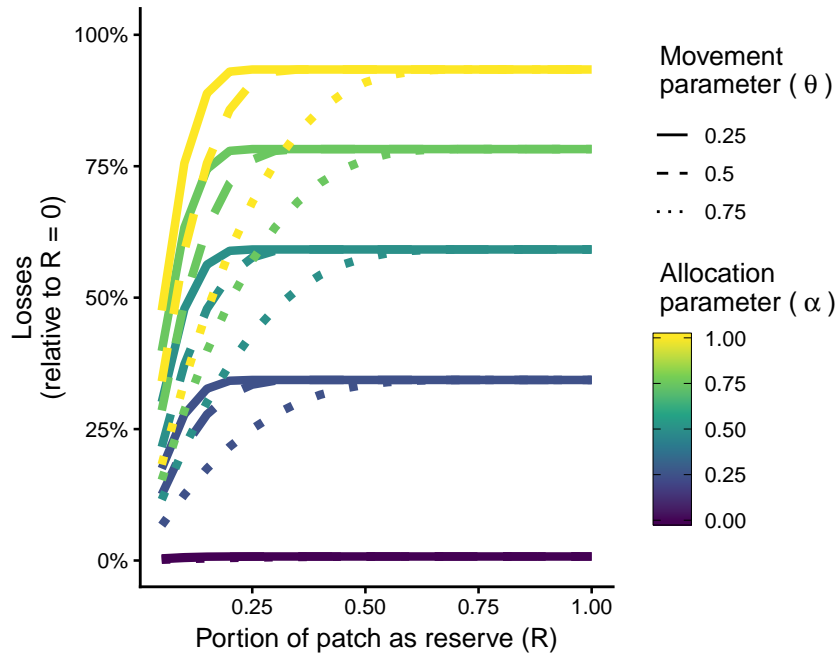 100%
75%
50%
25%
0%
Losses
(relative to R = 0)
0.25
0.50
0.75
1.00
Portion of patch as reserve (R)
Movement
parameter ( θ )
0.25
0.5
0.75
Allocation
parameter ( α )
1.00
0.75
0.50
0.25
0.00